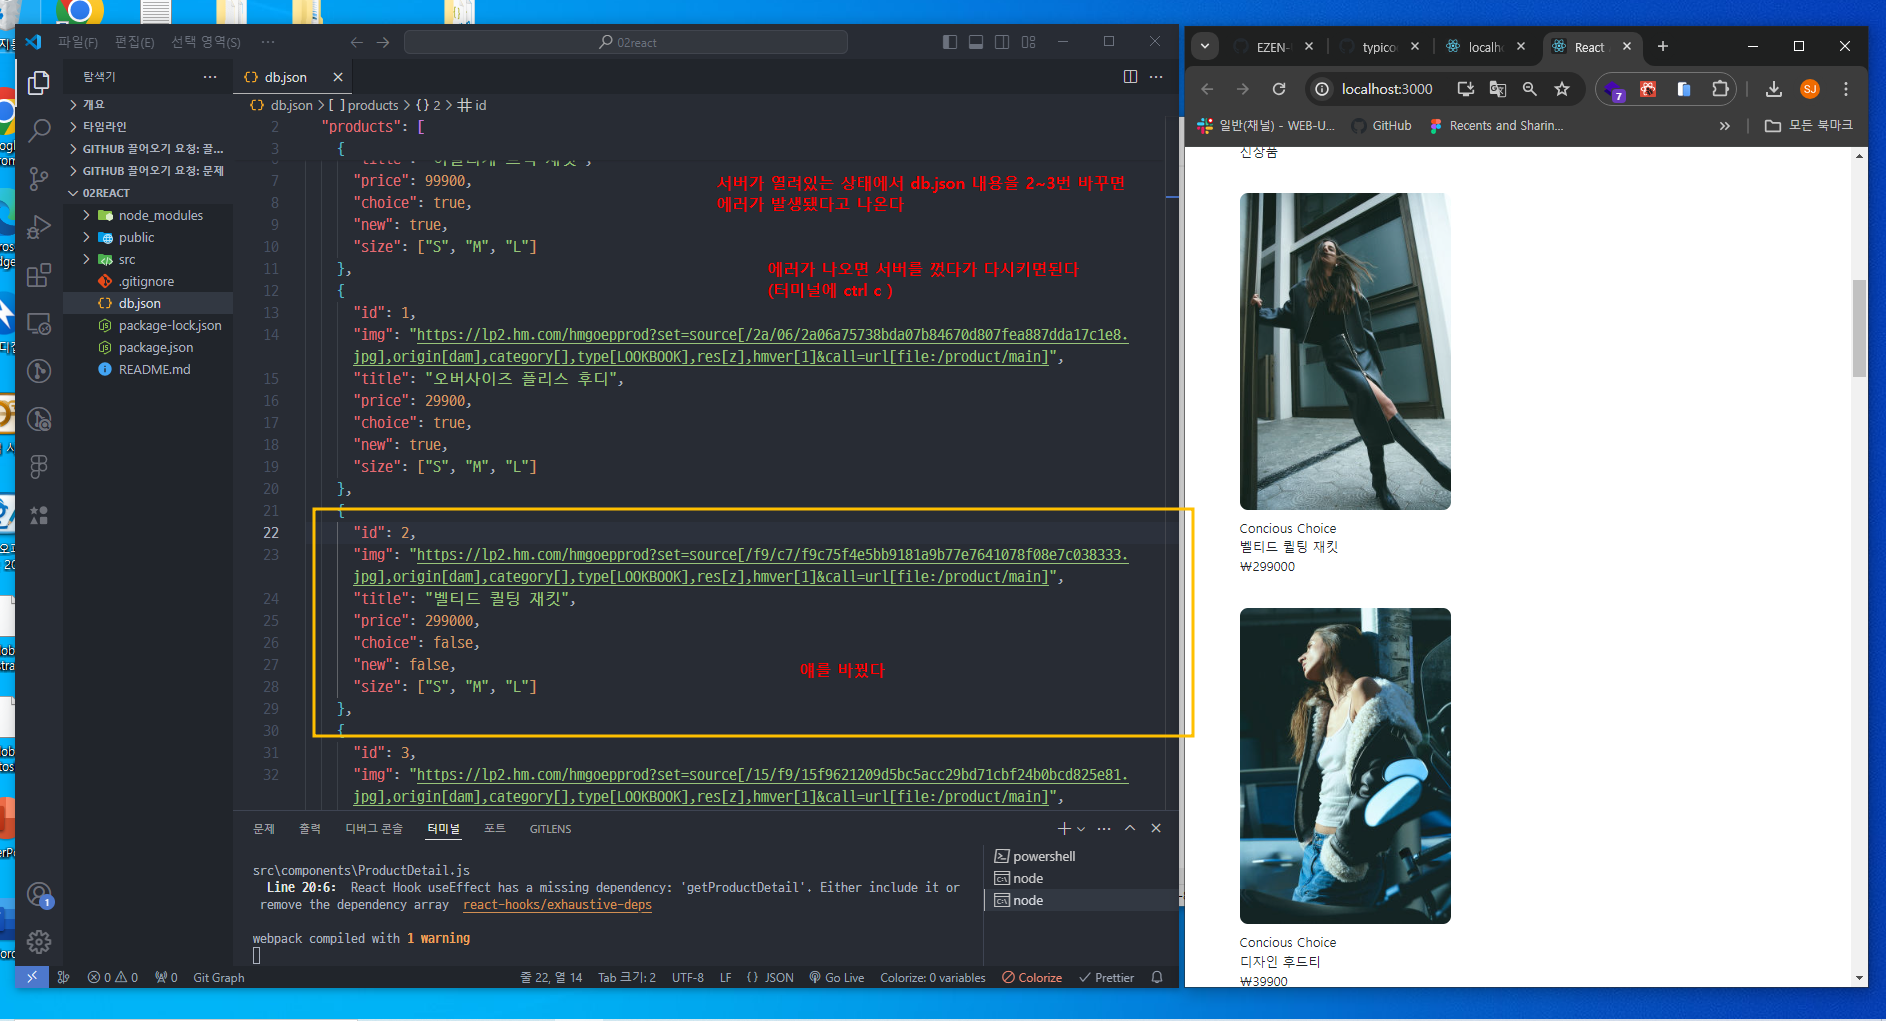 파일(F) 편집(E) 선택 영역(S) ···
02react
탐색기
개요
타임라인
GITHUB 끌어오기 요청: 끌...
GITHUB 끌어오기 요청: 문제
02REACT
node_modules
public
src
.gitignore
db.json
package-lock.json
package.json
README.md
db.json
db.json > [ ] products > {} 2 > id
2 "products": [
3 {
7 "price": 99900,
8 "choice": true,
9 "new": true,
10 "size": ["S", "M", "L"]
11 },
12 {
13 "id": 1,
14 "img": "https://lp2.hm.com/hmgoepprod?set=source[/2a/06/2a06a75738bda07b84670d807fea887dda17c1e8.
jpg],origin[dam],category[],type[LOOKBOOK],res[z],hmver[1]&call=url[file:/product/main]",
15 "title": "오버사이즈 플리스 후디",
16 "price": 29900,
17 "choice": true,
18 "new": true,
19 "size": ["S", "M", "L"]
20 },
21 {
22 "id": 2,
23 "img": "https://lp2.hm.com/hmgoepprod?set=source[/f9/c7/f9c75f4e5bb9181a9b77e7641078f08e7c038333.
jpg],origin[dam],category[],type[LOOKBOOK],res[z],hmver[1]&call=url[file:/product/main]",
24 "title": "벨티드 퀼팅 재킷",
25 "price": 299000,
26 "choice": false,
27 "new": false,
28 "size": ["S", "M", "L"]
29 },
30 {
31 "id": 3,
32 "img": "https://lp2.hm.com/hmgoepprod?set=source[/15/f9/15f9621209d5bc5acc29bd71cbf24b0bcd825e81.
jpg],origin[dam],category[],type[LOOKBOOK],res[z],hmver[1]&call=url[file:/product/main]",
서버가 열려있는 상태에서 db.json 내용을 2~3번 바꾸면
에러가 발생됐다고 나온다
에러가 나오면 서버를 껐다가 다시키면된다
(터미널에 ctrl c )
얘를 바꿨다
문제 출력 디버그 콘솔 터미널 포트 GITLENS
src\components\ProductDetail.js
Line 20:6: React Hook useEffect has a missing dependency: 'getProductDetail'. Either include it or
remove the dependency array react-hooks/exhaustive-deps
webpack compiled with 1 warning
powershell
node
node
1
0 0 0 Git Graph 줄 22, 열 14 Tab 크기: 2 UTF-8 LF {} JSON Go Live Colorize: 0 variables Colorize Prettier
EZEN- typico localh React
localhost:3000
7
SJ
일반(채널) - WEB-U... GitHub Recents and Sharin... 모든 북마크
신상품
Concious Choice
벨티드 퀼팅 재킷
₩299000
Concious Choice
디자인 후드티
₩39900